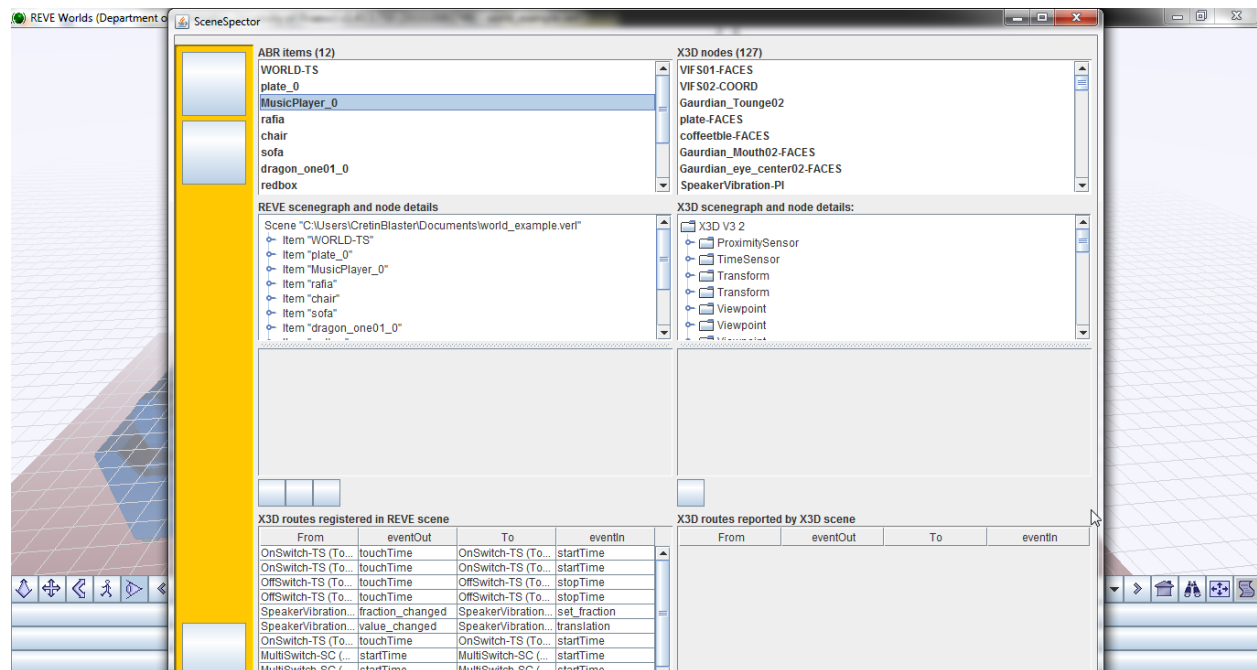 REVE Worlds (Department o
SceneSpector
ABR items (12)
WORLD-TS
plate_0
MusicPlayer_0
rafia
chair
sofa
dragon_one01_0
redbox
X3D nodes (127)
VIFS01-FACES
VIFS02-COORD
Gaurdian_Tounge02
plate-FACES
coffeetble-FACES
Gaurdian_Mouth02-FACES
Gaurdian_eye_center02-FACES
SpeakerVibration-PI
REVE scenegraph and node details
Scene "C:\Users\CretinBlaster\Documents\world_example.verl"
Item "WORLD-TS"
Item "plate_0"
Item "MusicPlayer_0"
Item "rafia"
Item "chair"
Item "sofa"
Item "dragon_one01_0"
X3D scenegraph and node details:
X3D V3 2
ProximitySensor
TimeSensor
Transform
Transform
Viewpoint
Viewpoint
Viewpoint
X3D routes registered in REVE scene
From eventOut To eventIn
OnSwitch-TS (To... touchTime OnSwitch-TS (To... startTime
OnSwitch-TS (To... touchTime OnSwitch-TS (To... startTime
OffSwitch-TS (To... touchTime OffSwitch-TS (To... stopTime
OffSwitch-TS (To... touchTime OffSwitch-TS (To... stopTime
SpeakerVibration... fraction_changed SpeakerVibration... set_fraction
SpeakerVibration... value_changed SpeakerVibration... translation
OnSwitch-TS (To... touchTime OnSwitch-TS (To... startTime
MultiSwitch-SC (... startTime MultiSwitch-SC (... startTime
MultiSwitch-SC (... startTime MultiSwitch-SC (... startTime
X3D routes reported by X3D scene
From eventOut To eventIn